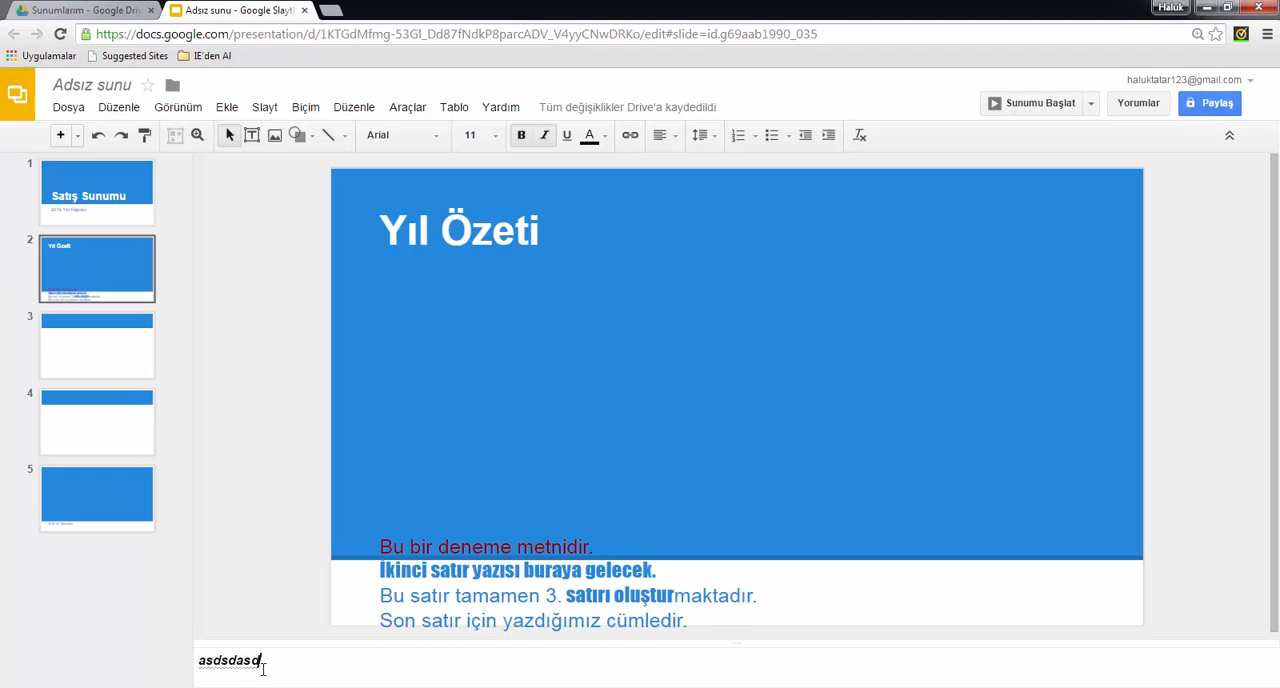 Sunumlarım - Google Driv
Adsız sunu - Google Slaytl
Haluk
https://docs.google.com/presentation/d/1KTGdMfmg-53Gl_Dd87fNdkP8parcADV_V4yyCNwDRKo/edit#slide=id.g69aab1990_035
Uygulamalar
Suggested Sites
IE'den Al
Adsız sunu
haluktatar123@gmail.com
Dosya Düzenle Görünüm Ekle Slayt Biçim Düzenle Araçlar Tablo Yardım Tüm değişiklikler Drive'a kaydedildi
Sunumu Başlat
Yorumlar
Paylaş
Arial
11
B I U A
1
Satış Sunumu
2
Yıl Özeti
3
4
5
Yıl Özeti
Bu bir deneme metnidir.
İkinci satır yazısı buraya gelecek.
Bu satır tamamen 3. satırı oluşturmaktadır.
Son satır için yazdığımız cümledir.
asdsdasd